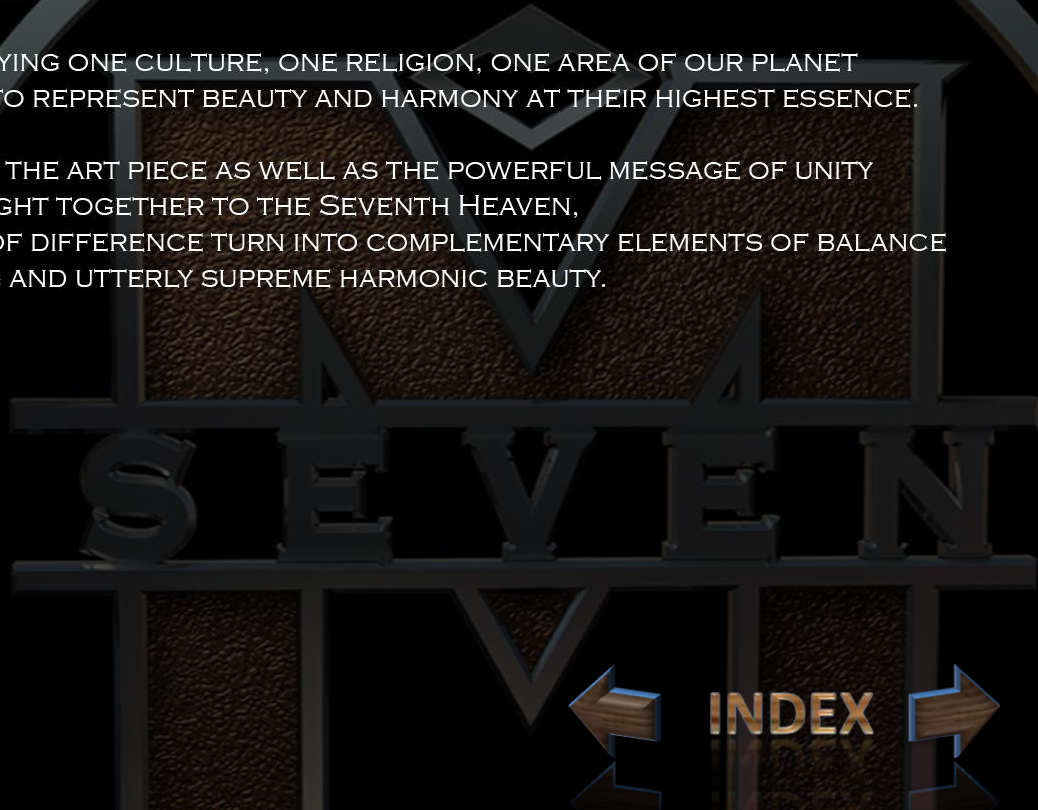 YING ONE CULTURE, ONE RELIGION, ONE AREA OF OUR PLANET
TO REPRESENT BEAUTY AND HARMONY AT THEIR HIGHEST ESSENCE.
THE ART PIECE AS WELL AS THE POWERFUL MESSAGE OF UNITY
GHT TOGETHER TO THE SEVENTH HEAVEN,
OF DIFFERENCE TURN INTO COMPLEMENTARY ELEMENTS OF BALANCE
AND UTTERLY SUPREME HARMONIC BEAUTY.
SEVEN
INDEX